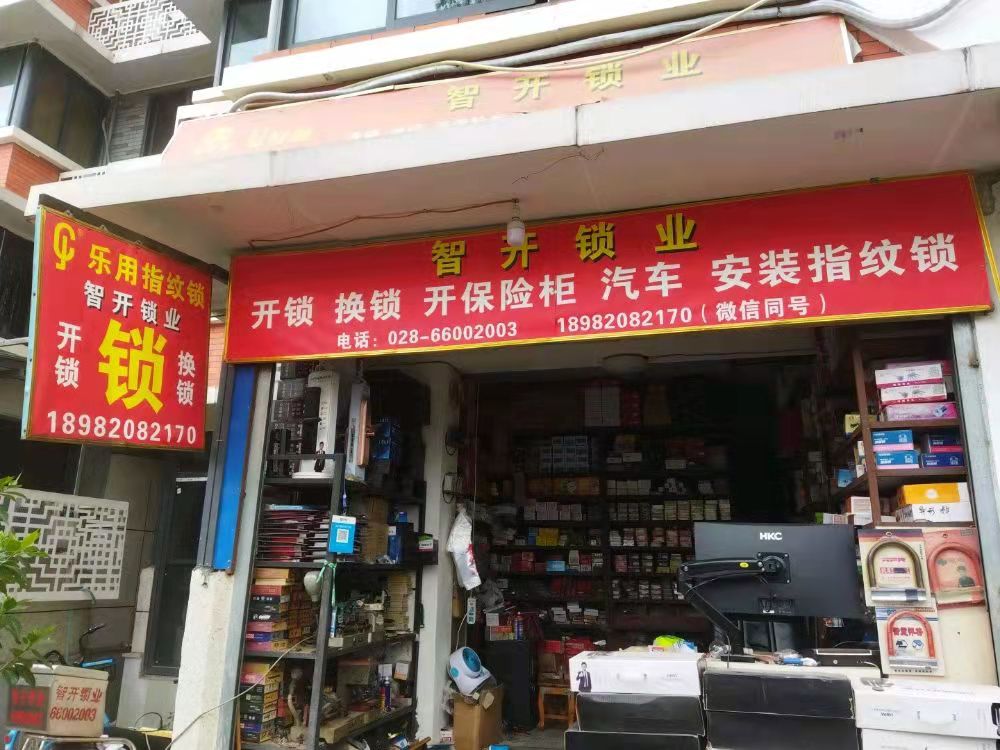 智开锁业
智开锁业
开锁 换锁 开保险柜 汽车 安装指纹锁
电话：028-66002003 18982082170（微信同号）
乐用指纹锁
智开锁业
开锁
锁
换锁
18982082170
HKC
智开锁业
66002003